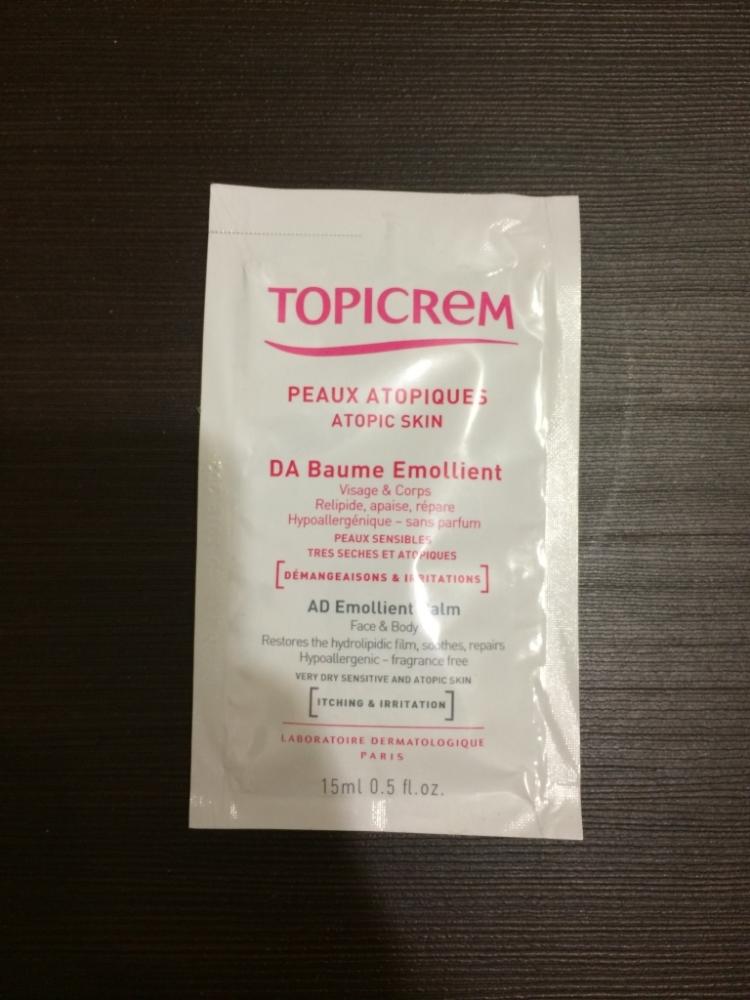 TOPICREM
PEAUX ATOPIQUES
ATOPIC SKIN
DA Baume Emollient
Visage & Corps
Relipide, apaise, répare
Hypoallergénique – sans parfum
PEAUX SENSIBLES
TRES SECHES ET ATOPIQUES
[DÉMANGEAISONS & IRRITATIONS]
AD Emollient Balm
Face & Body
Restores the hydrolipidic film, soothes, repairs
Hypoallergenic – fragrance free
VERY DRY SENSITIVE AND ATOPIC SKIN
[ITCHING & IRRITATION]
LABORATOIRE DERMATOLOGIQUE
PARIS
15ml 0.5 fl.oz.